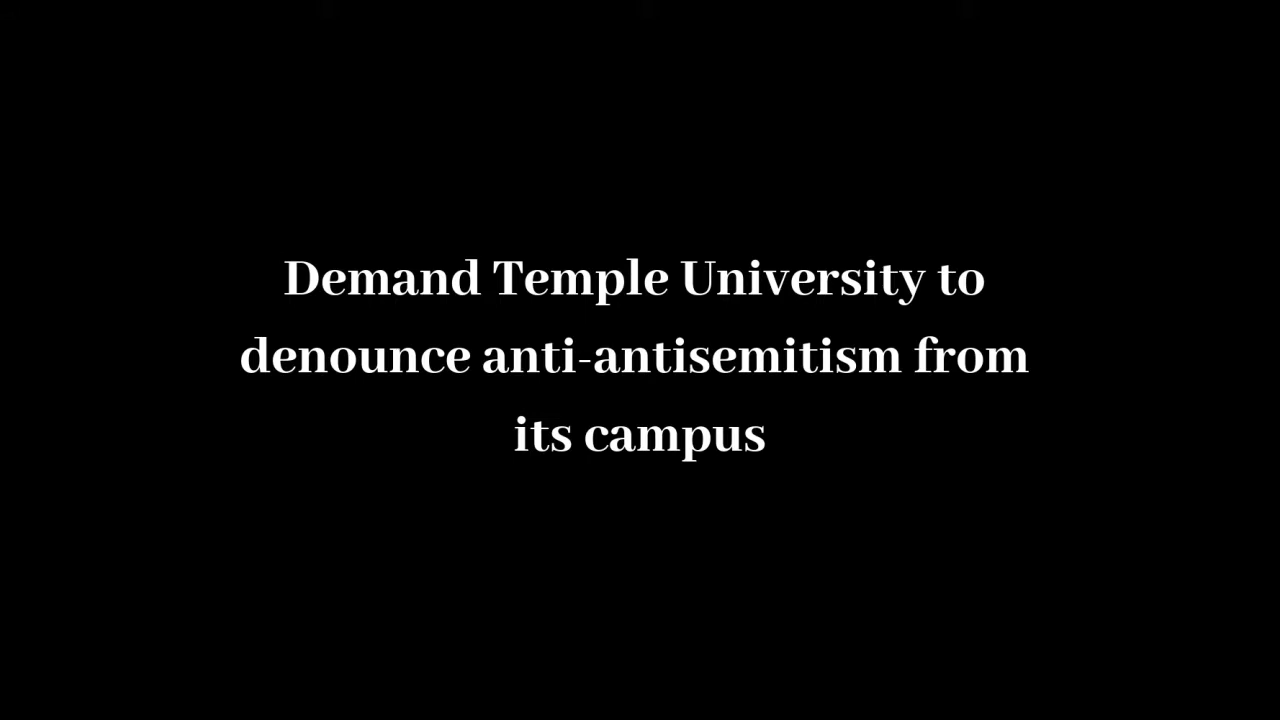 Demand Temple University to
denounce anti-antisemitism from
its campus